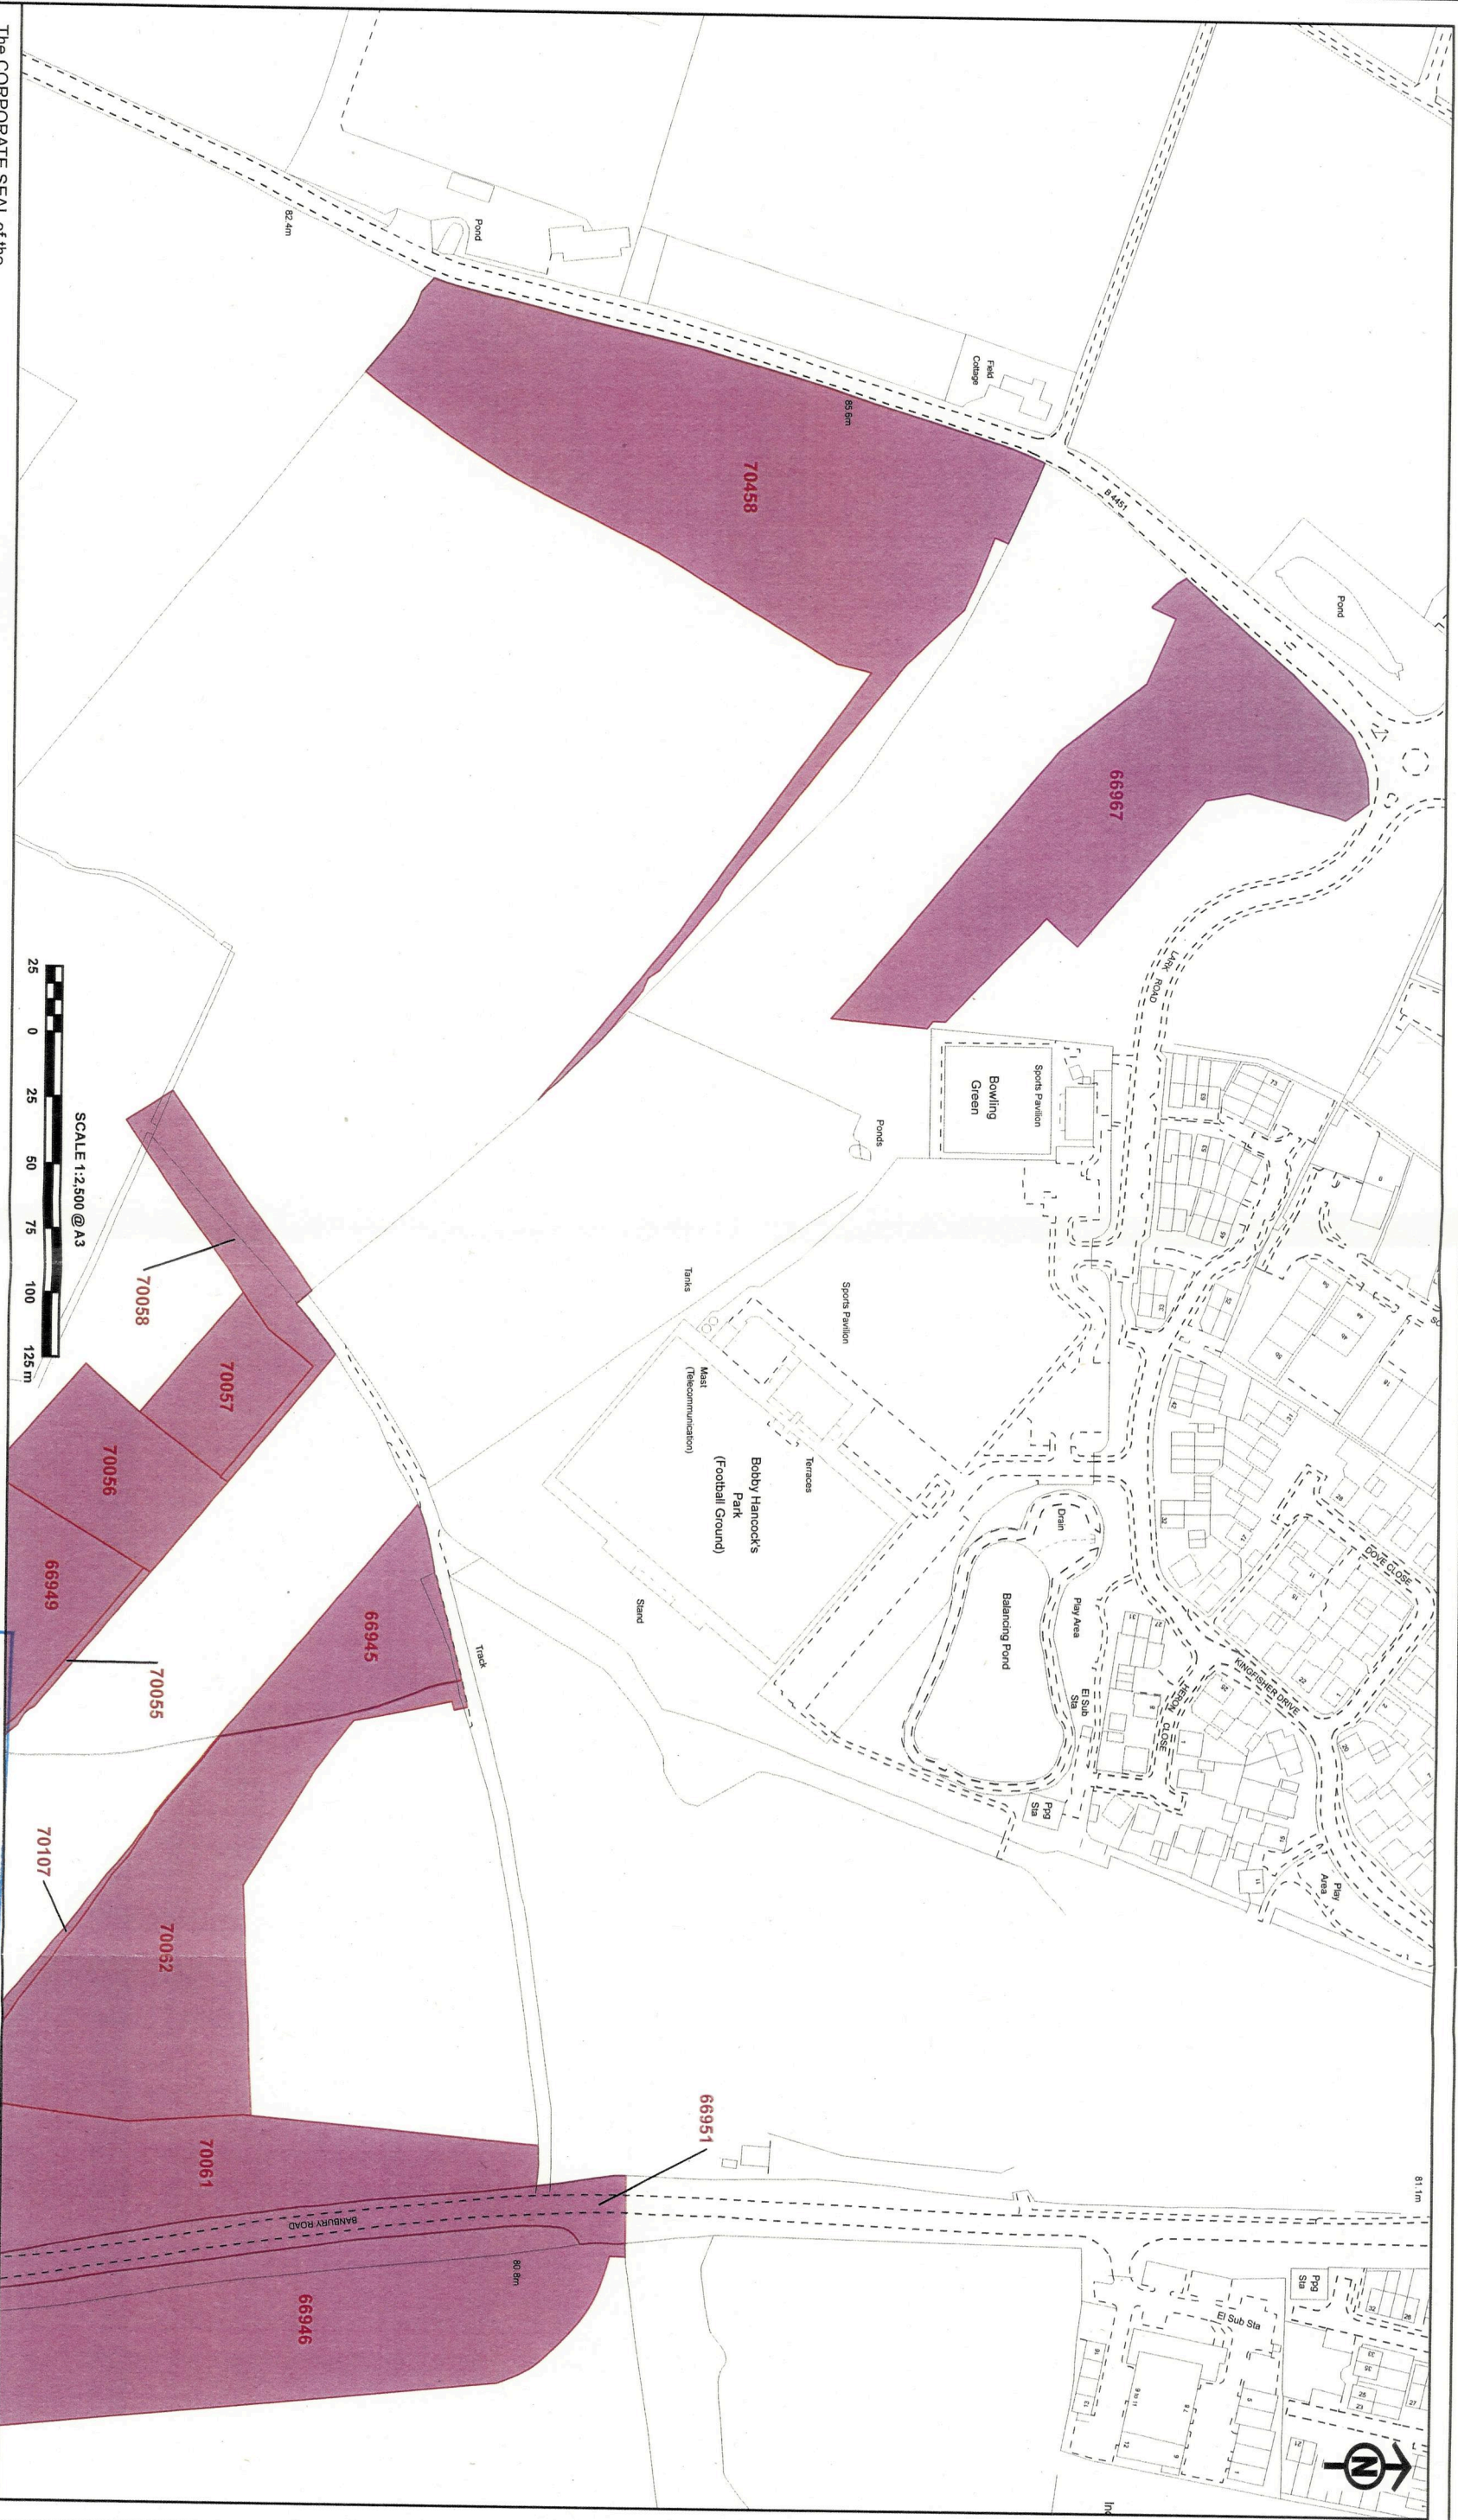 The CORPORATE SEAL of the
82.4m
Pond
Field
Cottage
85.6m
70458
B 4451
Pond
66967
LARK ROAD
Sports Pavilion
Bowling
Green
Ponds
Tanks
Sports Pavilion
Mast
(Telecommunication)
Terraces
Bobby Hancock's
Park
(Football Ground)
Stand
Drain
Balancing Pond
Play Area
El Sub
Sta
HERON CLOSE
KINGFISHER DRIVE
DOVE CLOSE
Ppg
Sta
Play
Area
Track
25 0 25 50 75 100 125 m
SCALE 1:2,500 @ A3
70058
70057
70056
66949
70055
66945
70107
70062
70061
66951
BANBURY ROAD
80.8m
66946
81.1m
Ppg
Sta
El Sub Sta
9 to 11
N